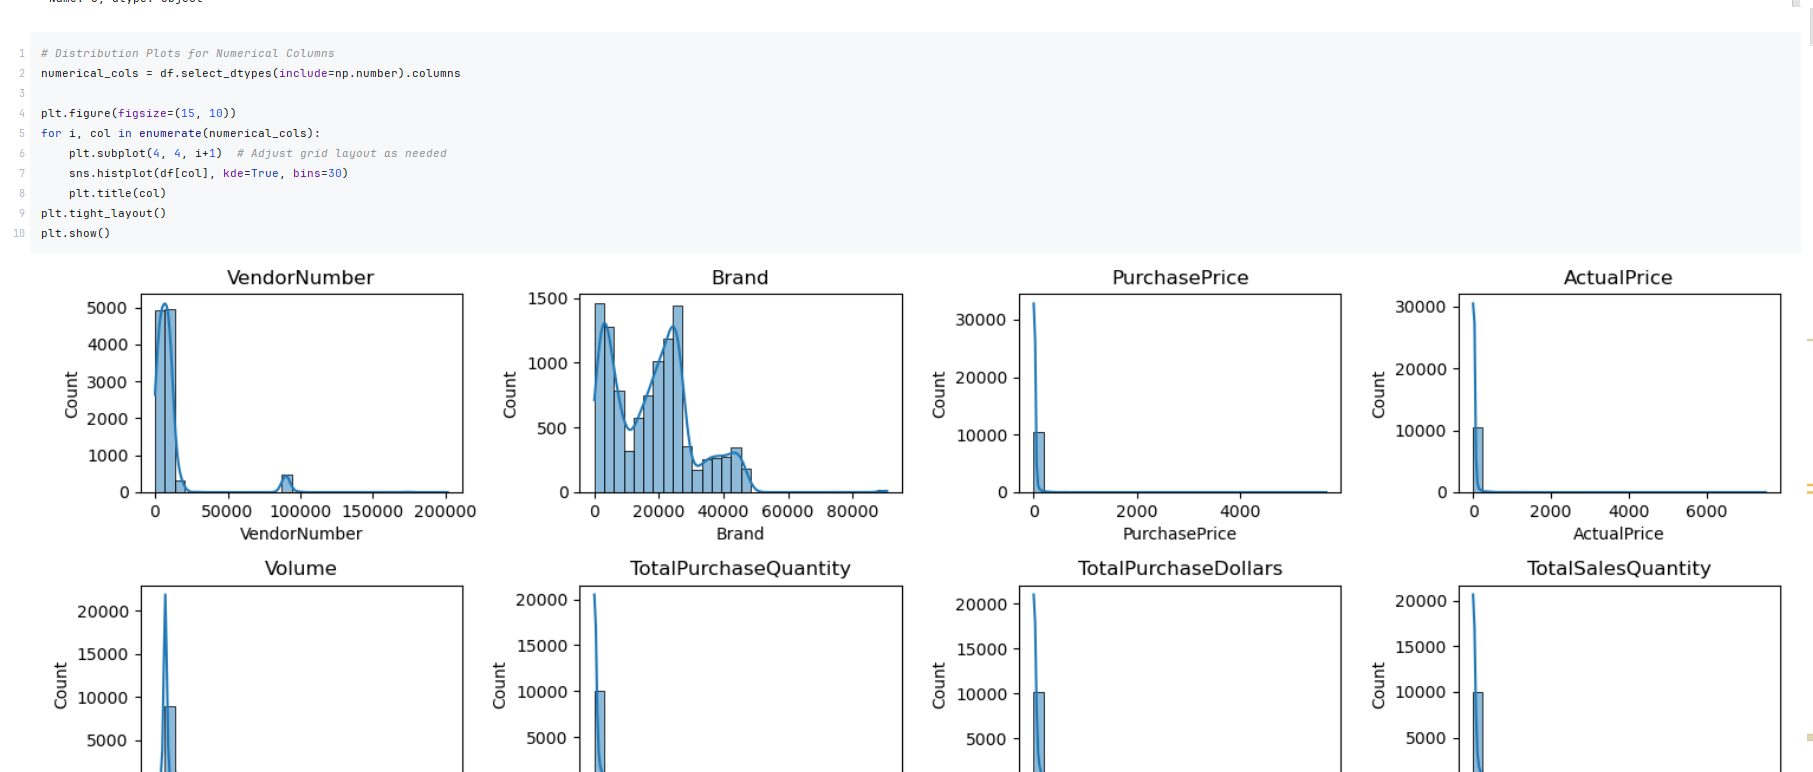 1 # Distribution Plots for Numerical Columns
2 numerical_cols = df.select_dtypes(include=np.number).columns
3
4 plt.figure(figsize=(15, 10))
5 for i, col in enumerate(numerical_cols):
6     plt.subplot(4, 4, i+1)  # Adjust grid layout as needed
7     sns.histplot(df[col], kde=True, bins=30)
8     plt.title(col)
9 plt.tight_layout()
10 plt.show()
VendorNumber
5000
4000
3000
2000
1000
0
Count
0 50000 100000 150000 200000
VendorNumber
Brand
1500
1000
500
0
Count
0 20000 40000 60000 80000
Brand
PurchasePrice
30000
20000
10000
0
Count
0 2000 4000
PurchasePrice
ActualPrice
30000
20000
10000
0
Count
0 2000 4000 6000
ActualPrice
Volume
20000
15000
10000
5000
Count
TotalPurchaseQuantity
20000
15000
10000
5000
Count
TotalPurchaseDollars
20000
15000
10000
5000
Count
TotalSalesQuantity
20000
15000
10000
5000
Count